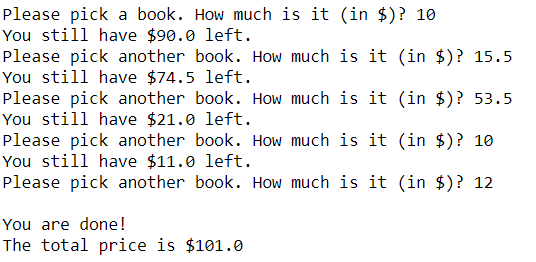 Please pick a book. How much is it (in $)? 10
You still have $90.0 left.
Please pick another book. How much is it (in $)? 15.5
You still have $74.5 left.
Please pick another book. How much is it (in $)? 53.5
You still have $21.0 left.
Please pick another book. How much is it (in $)? 10
You still have $11.0 left.
Please pick another book. How much is it (in $)? 12
You are done!
The total price is $101.0